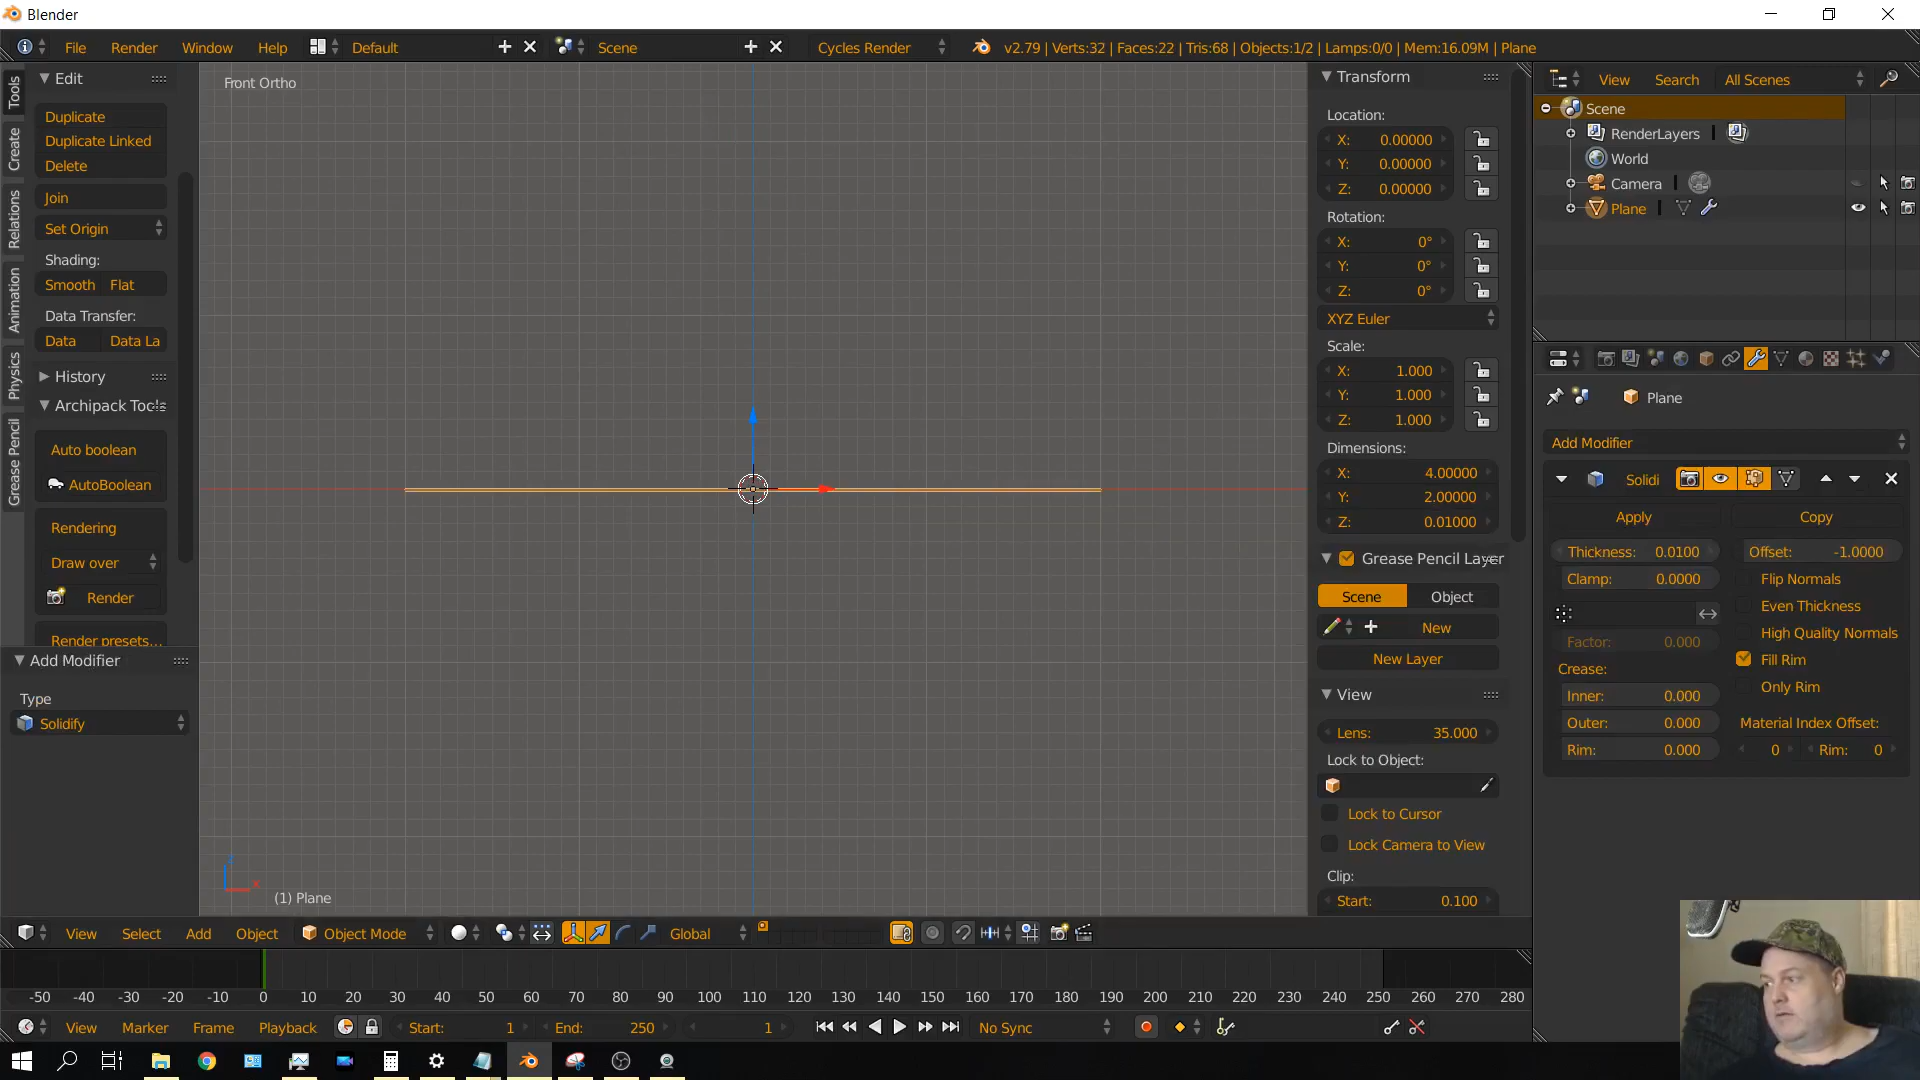 Blender
File Render Window Help Default Scene Cycles Render v2.79 | Verts:32 | Faces:22 | Tris:68 | Objects:1/2 | Lamps:0/0 | Mem:16.09M | Plane
Tools
Create
Relations
Animation
Physics
Grease Pencil
Edit
Duplicate
Duplicate Linked
Delete
Join
Set Origin
Shading:
Smooth Flat
Data Transfer:
Data Data La
History
Archipack Tools
Auto boolean
AutoBoolean
Rendering
Draw over
Render
Render presets...
Add Modifier
Type
Solidify
Front Ortho
(1) Plane
Transform
Location:
X: 0.00000
Y: 0.00000
Z: 0.00000
Rotation:
X: 0°
Y: 0°
Z: 0°
XYZ Euler
Scale:
X: 1.000
Y: 1.000
Z: 1.000
Dimensions:
X: 4.00000
Y: 2.00000
Z: 0.01000
Grease Pencil Layer
Scene Object
New
New Layer
View
Lens: 35.000
Lock to Object:
Lock to Cursor
Lock Camera to View
Clip:
Start: 0.100
View Search All Scenes
Scene
RenderLayers
World
Camera
Plane
Plane
Add Modifier
Solidi
Apply Copy
Thickness: 0.0100 Offset: -1.0000
Clamp: 0.0000 Flip Normals
Even Thickness
Factor: 0.000 High Quality Normals
Crease: Fill Rim
Inner: 0.000 Only Rim
Outer: 0.000 Material Index Offset:
Rim: 0.000 0 Rim: 0
View Select Add Object Object Mode Global
-50 -40 -30 -20 -10 0 10 20 30 40 50 60 70 80 90 100 110 120 130 140 150 160 170 180 190 200 210 220 230 240 250 260 270 280
View Marker Frame Playback Start: 1 End: 250 1 No Sync